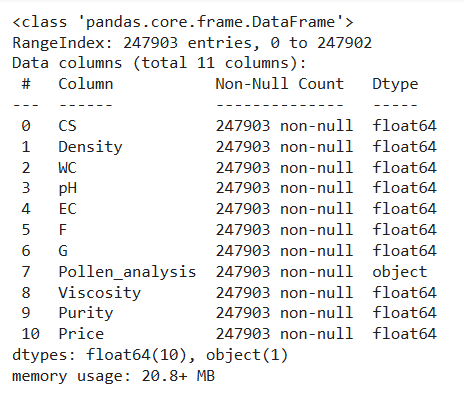 <class 'pandas.core.frame.DataFrame'>
RangeIndex: 247903 entries, 0 to 247902
Data columns (total 11 columns):
 #   Column           Non-Null Count   Dtype
---  ------           --------------   -----
 0   CS               247903 non-null  float64
 1   Density          247903 non-null  float64
 2   WC               247903 non-null  float64
 3   pH               247903 non-null  float64
 4   EC               247903 non-null  float64
 5   F                247903 non-null  float64
 6   G                247903 non-null  float64
 7   Pollen_analysis  247903 non-null  object
 8   Viscosity        247903 non-null  float64
 9   Purity           247903 non-null  float64
 10  Price            247903 non-null  float64
dtypes: float64(10), object(1)
memory usage: 20.8+ MB